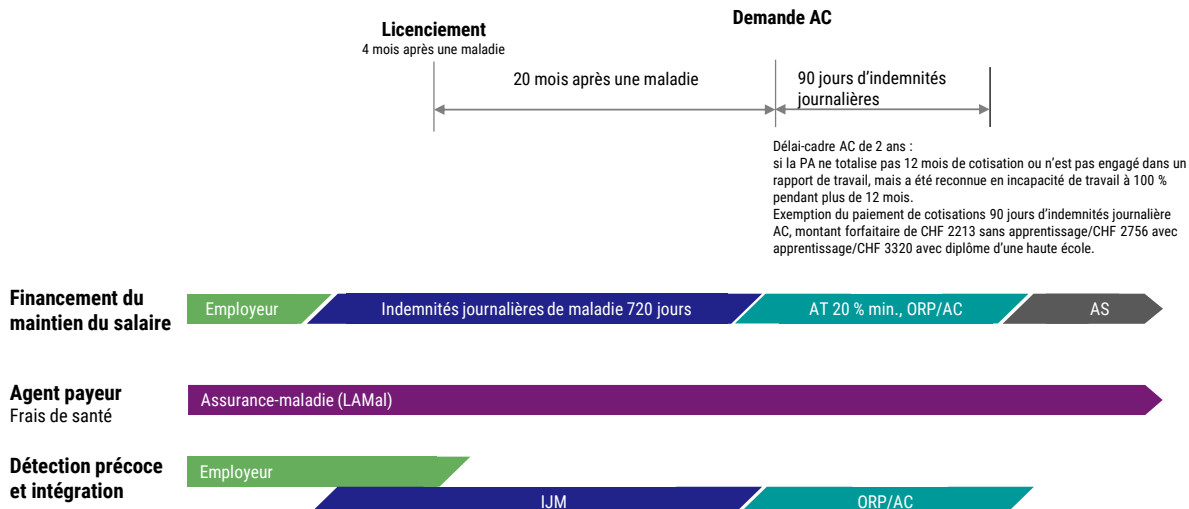 Demande AC
Licenciement
4 mois après une maladie
20 mois après une maladie
90 jours d'indemnités
journalières
Délai-cadre AC de 2 ans :
si la PA ne totalise pas 12 mois de cotisation ou n'est pas engagé dans un
rapport de travail, mais a été reconnue en incapacité de travail à 100 %
pendant plus de 12 mois.
Exemption du paiement de cotisations 90 jours d'indemnités journalière
AC, montant forfaitaire de CHF 2213 sans apprentissage/CHF 2756 avec
apprentissage/CHF 3320 avec diplôme d'une haute école.
Financement du
maintien du salaire
Employeur
Indemnités journalières de maladie 720 jours
AT 20 % min., ORP/AC
AS
Agent payeur
Frais de santé
Assurance-maladie (LAMal)
Détection précoce
et intégration
Employeur
IJM
ORP/AC